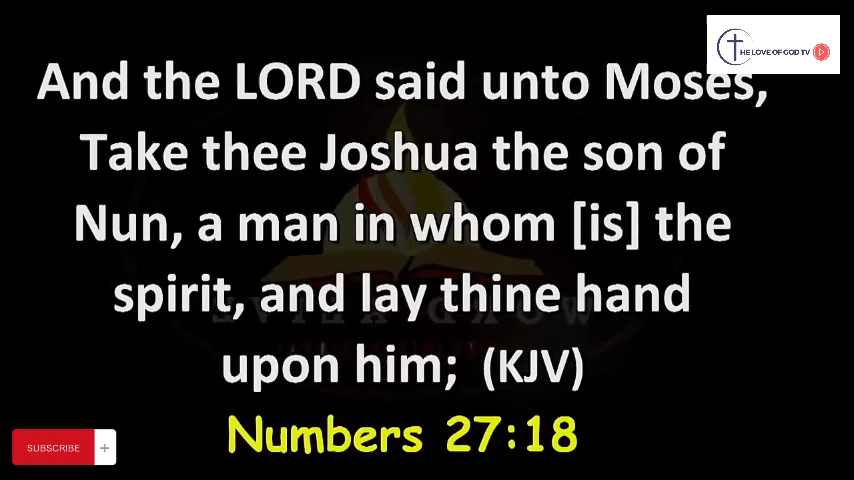 THE LOVE OF GOD TV
And the LORD said unto Moses,
Take thee Joshua the son of
Nun, a man in whom [is] the
spirit, and lay thine hand
upon him; (KJV)
Numbers 27:18
SUBSCRIBE +